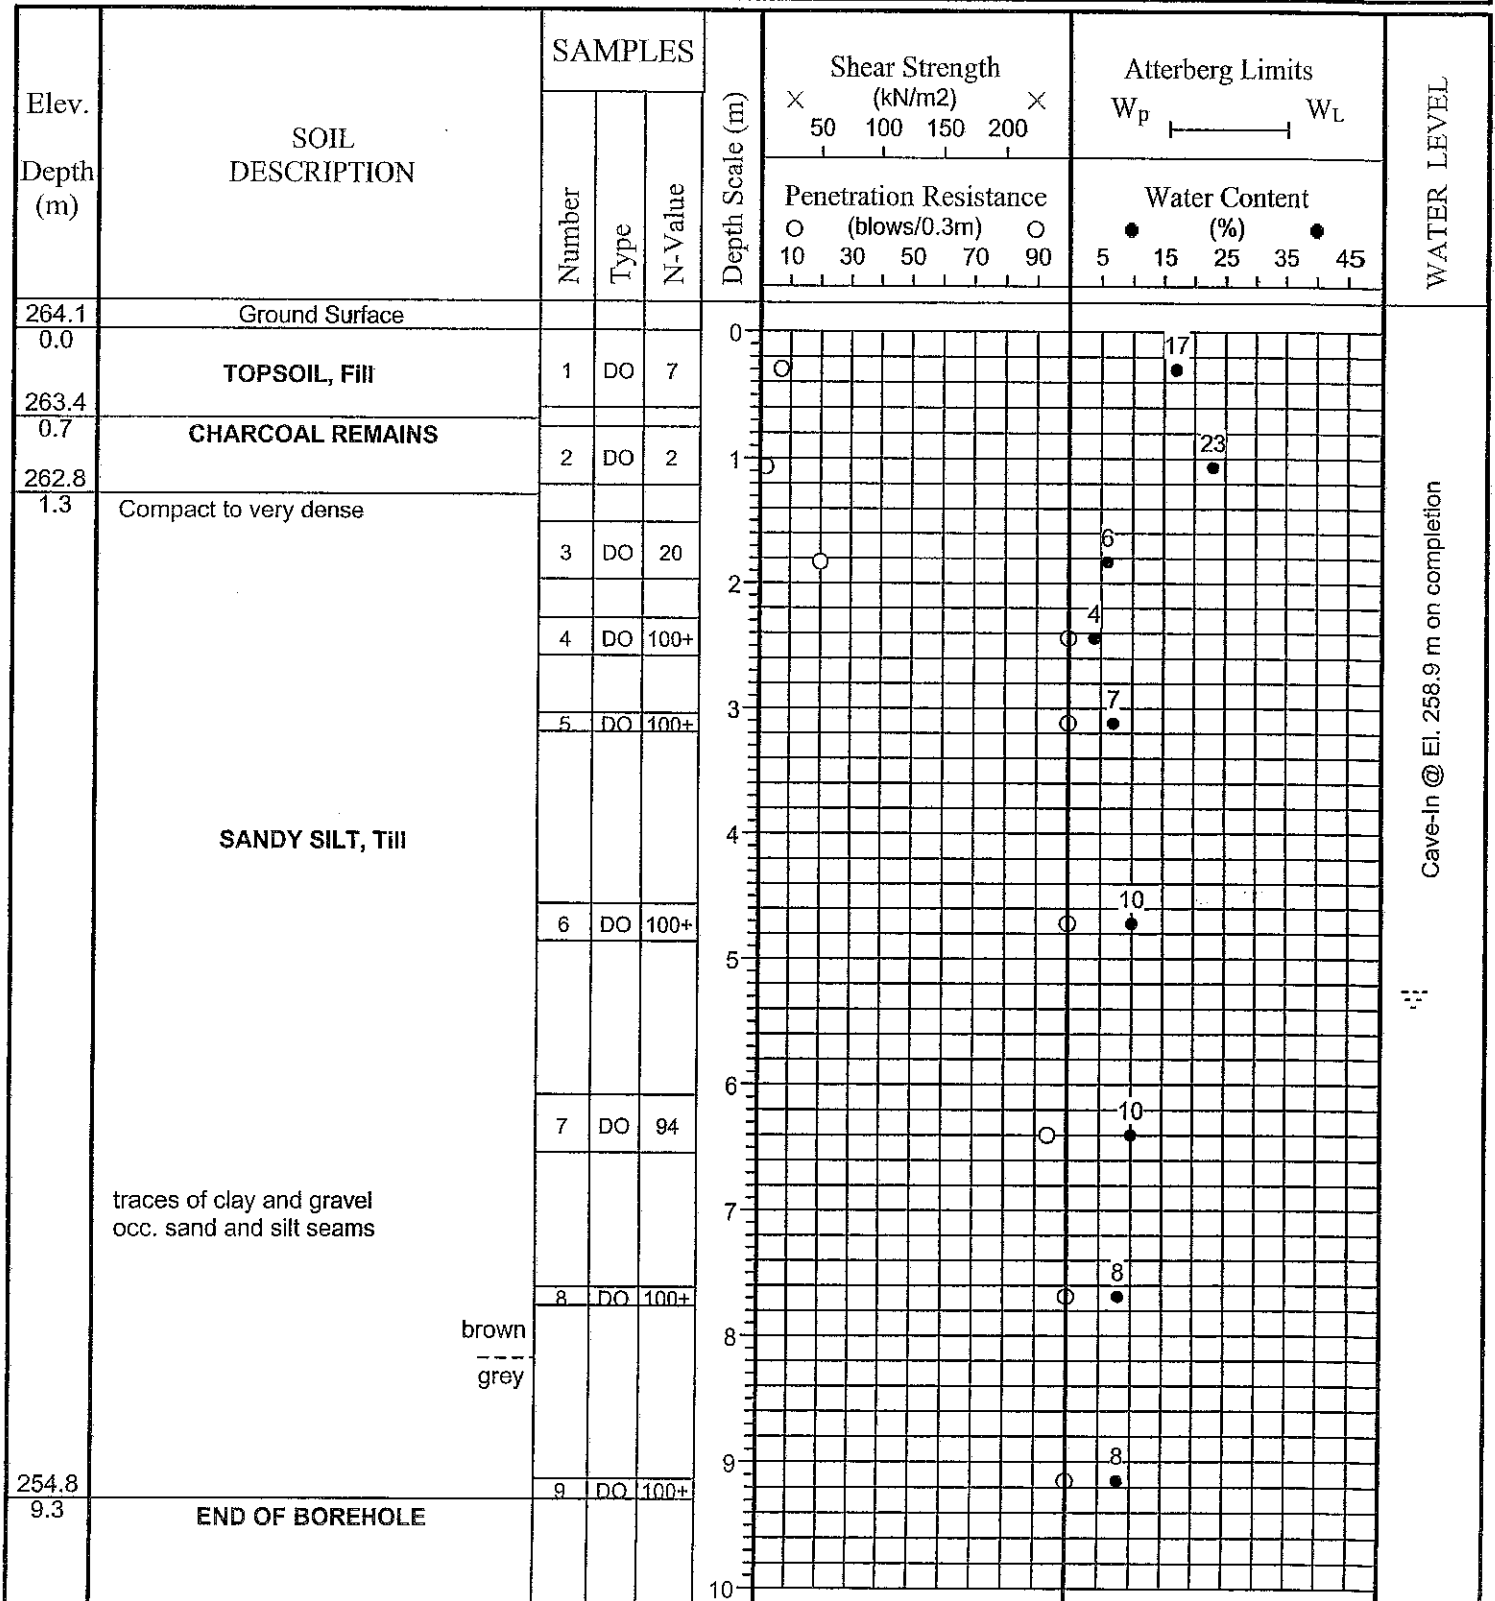 Elev.
Depth
(m)
SOIL
DESCRIPTION
SAMPLES
Number
Type
N-Value
Depth Scale (m)
Shear Strength
× (kN/m2) ×
50 100 150 200
Penetration Resistance
(blows/0.3m)
10 30 50 70 90
Atterberg Limits
Wp WL
Water Content
(%)
5 15 25 35 45
WATER LEVEL
264.1 Ground Surface
0.0
0
17
TOPSOIL, Fill 1 DO 7
263.4
0.7 CHARCOAL REMAINS
23
2 DO 2 1
262.8
1.3 Compact to very dense
6
3 DO 20
2
4
4 DO 100+
7
3
5 DO 100+
4
SANDY SILT, Till
10
6 DO 100+
5
6
10
7 DO 94
traces of clay and gravel
7
occ. sand and silt seams
8
8 DO 100+
brown
8
grey
8
9
254.8 9 DO 100+
9.3 END OF BOREHOLE
10
Cave-In @ El. 258.9 m on completion